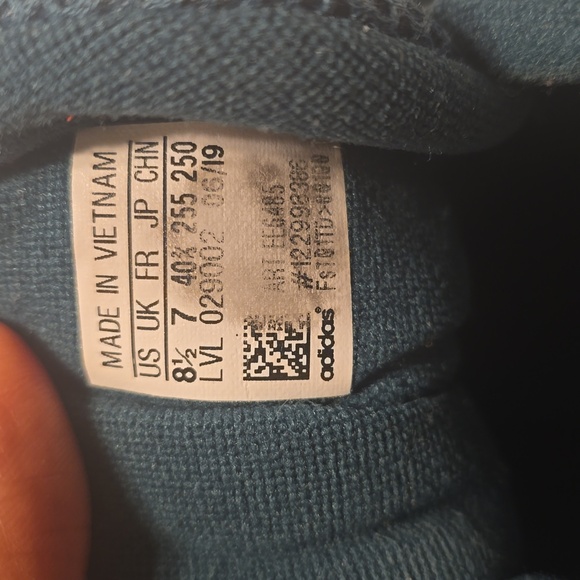 MADE IN VIETNAM
US UK FR JP CHN
8½ 7 40⅔ 255 250
LVL 029002 06/19
ART
adidas